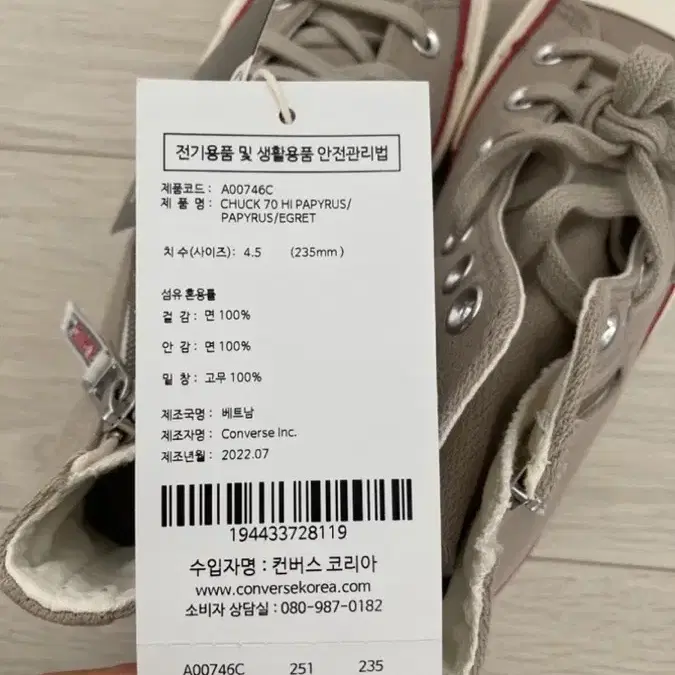 전기용품 및 생활용품 안전관리법
제품코드 : A00746C
제 품 명 : CHUCK 70 HI PAPYRUS/
PAPYRUS/EGRET
치 수(사이즈) : 4.5 (235mm)
섬유 혼용률
겉 감 : 면 100%
안 감 : 면 100%
밑 창 : 고무 100%
제조국명 : 베트남
제조자명 : Converse Inc.
제조년월 : 2022.07
194433728119
수입자명 : 컨버스 코리아
www.conversekorea.com
소비자 상담실 : 080-987-0182
A00746C 251 235